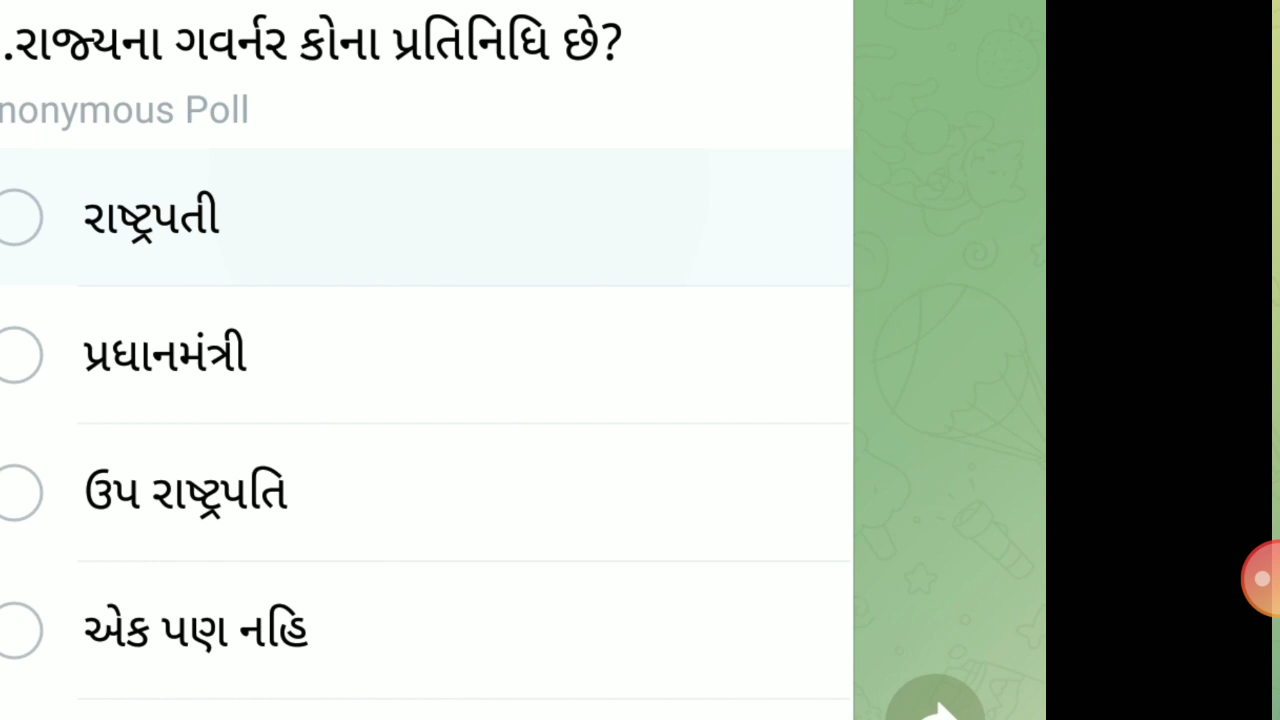 .રાજ્યના ગવર્નર કોના પ્રતિનિધિ છે?
nonymous Poll
રાષ્ટ્રપતી
પ્રધાનમંત્રી
ઉપ રાષ્ટ્રપતિ
એક પણ નહિ